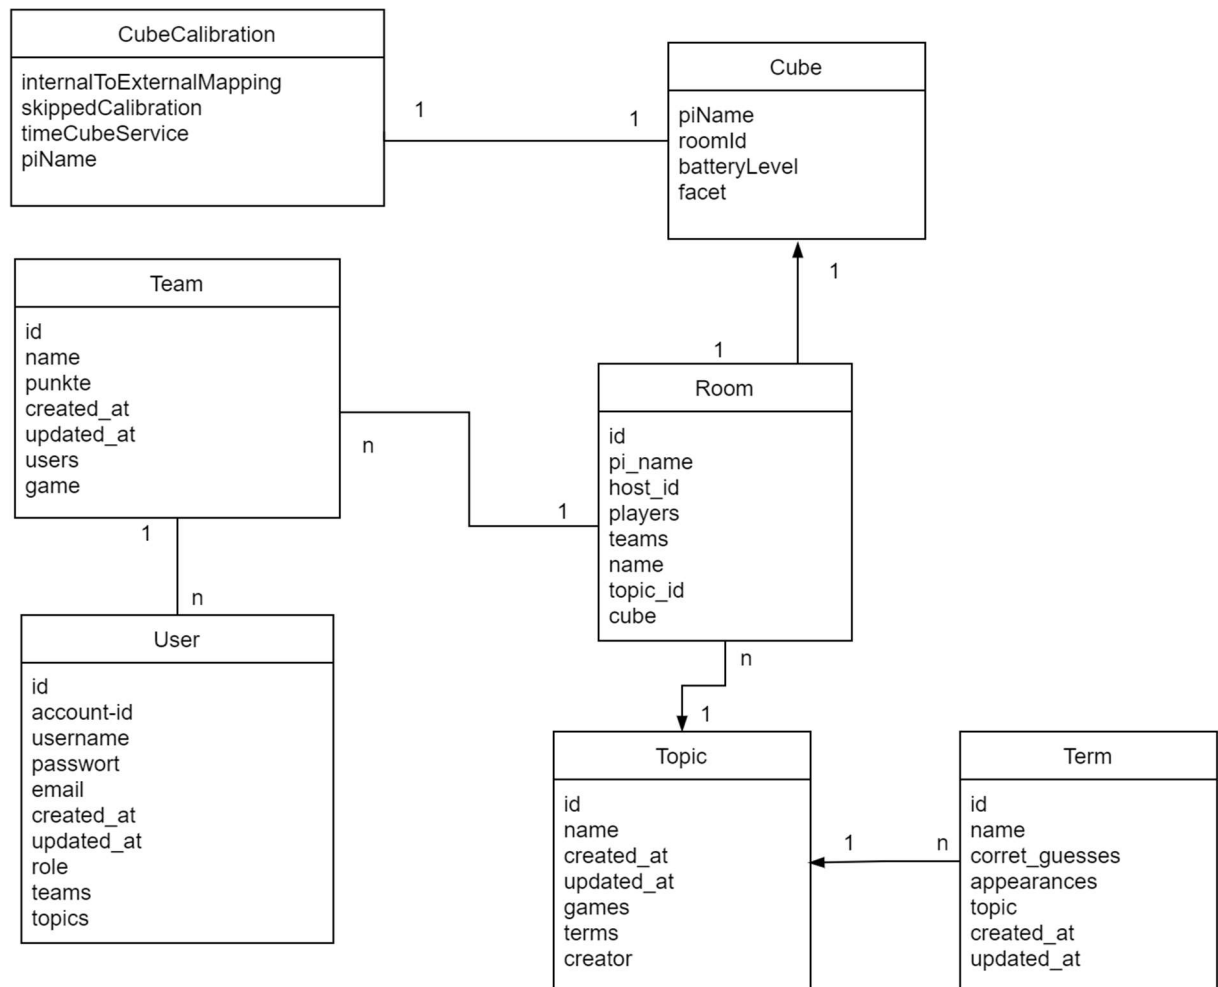 CubeCalibration
internalToExternalMapping
skippedCalibration
timeCubeService
piName
1
1
Cube
piName
roomId
batteryLevel
facet
1
Team
id
name
punkte
created_at
updated_at
users
game
n
1
1
Room
id
pi_name
host_id
players
teams
name
topic_id
cube
1
n
User
id
account-id
username
passwort
email
created_at
updated_at
role
teams
topics
n
1
Topic
id
name
created_at
updated_at
games
terms
creator
1
n
Term
id
name
corret_guesses
appearances
topic
created_at
updated_at